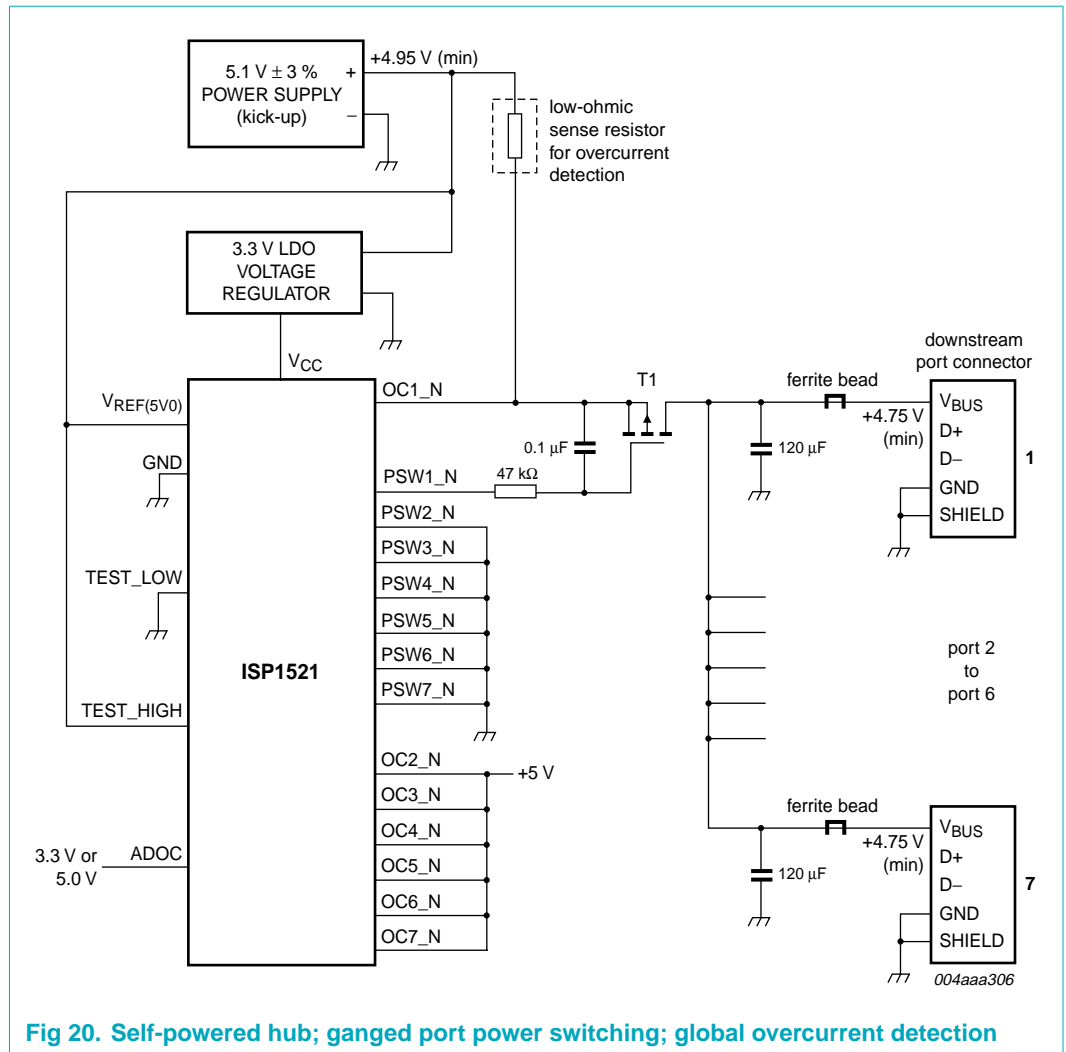 5.1 V ± 3 %
POWER SUPPLY
(kick-up)
+
−
+4.95 V (min)
low-ohmic
sense resistor
for overcurrent
detection
3.3 V LDO
VOLTAGE
REGULATOR
VCC
VREF(5V0)
GND
TEST_LOW
TEST_HIGH
3.3 V or
5.0 V
ADOC
ISP1521
OC1_N
PSW1_N
PSW2_N
PSW3_N
PSW4_N
PSW5_N
PSW6_N
PSW7_N
OC2_N
OC3_N
OC4_N
OC5_N
OC6_N
OC7_N
+5 V
0.1 µF
47 kΩ
T1
120 µF
ferrite bead
+4.75 V
(min)
downstream
port connector
VBUS
D+
D−
GND
SHIELD
1
port 2
to
port 6
ferrite bead
120 µF
+4.75 V
(min)
VBUS
D+
D−
GND
SHIELD
7
004aaa306
Fig 20. Self-powered hub; ganged port power switching; global overcurrent detection